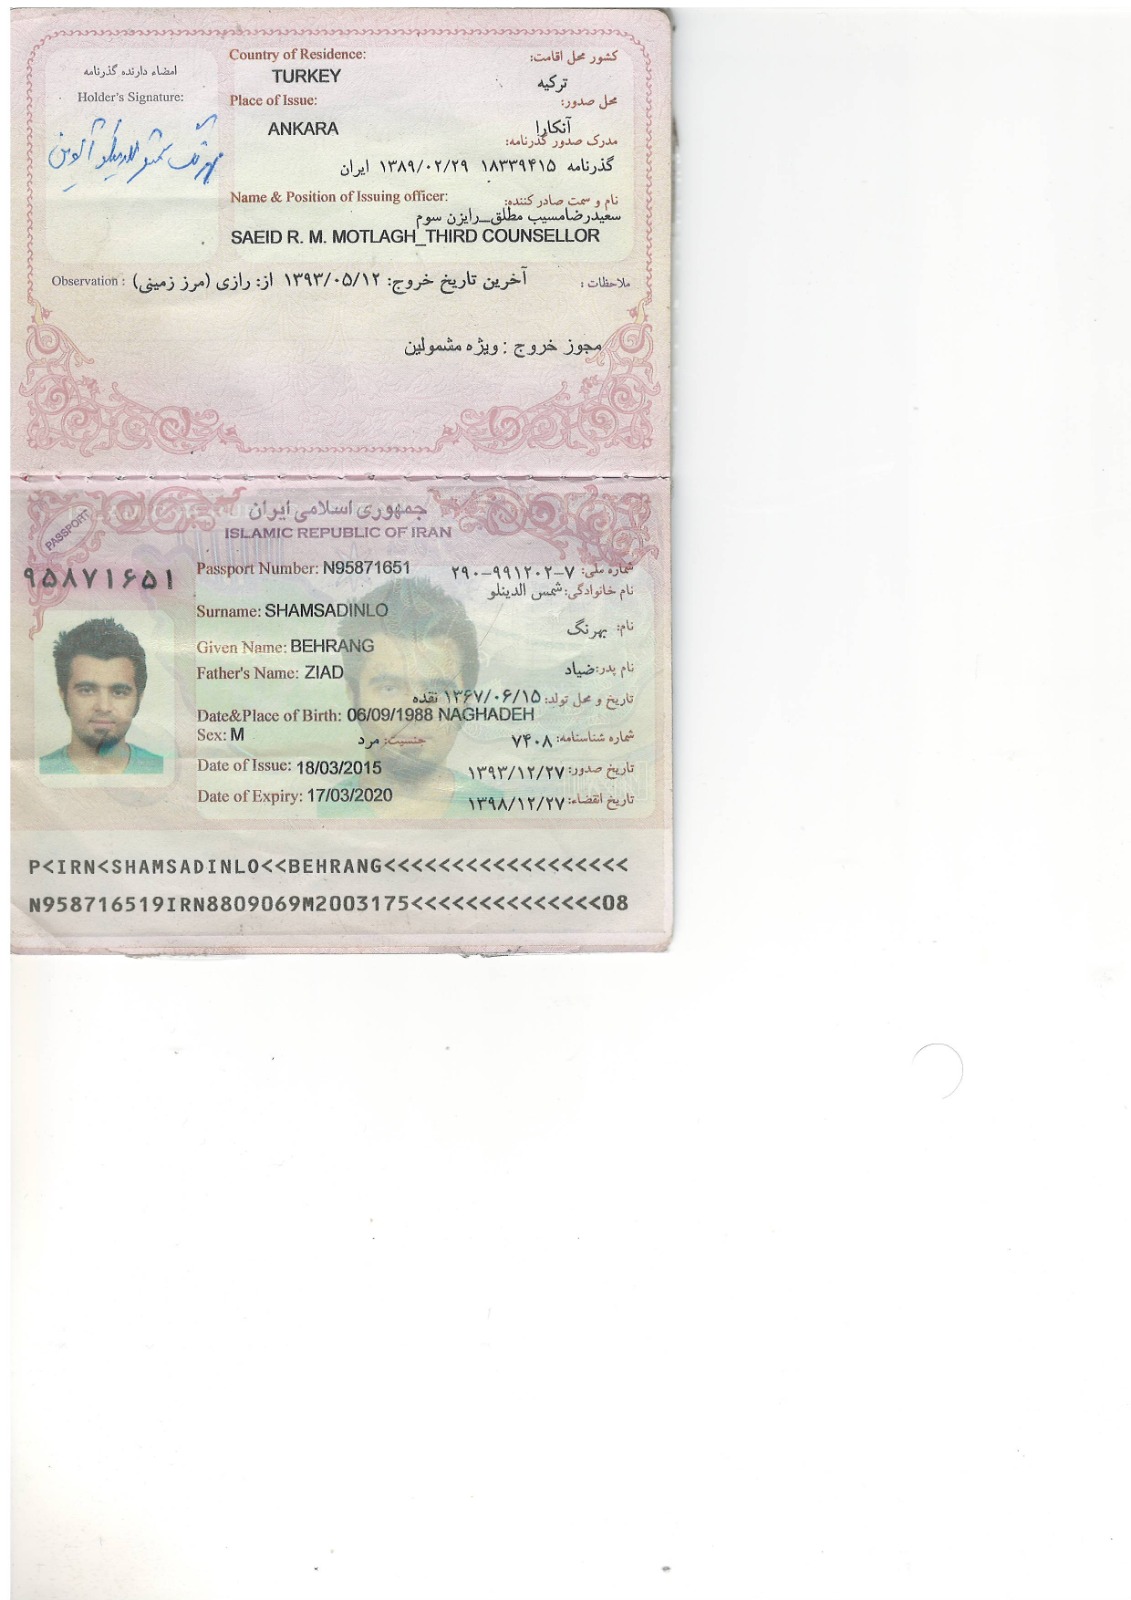 Country of Residence: کشور محل اقامت:
TURKEY ترکیه
Place of Issue: محل صدور:
ANKARA آنکارا
مدرک صدور گذرنامه:
گذرنامه ۱۸۳۳۹۴۱۵ ۱۳۸۹/۰۲/۲۹ ایران
Name & Position of Issuing officer: نام و سمت صادر کننده:
سعیدرضامسیب مطلق_رایزن سوم
SAEID R. M. MOTLAGH_THIRD COUNSELLOR
امضاء دارنده گذرنامه
Holder's Signature:
Observation : ملاحظات :
آخرین تاریخ خروج: ۱۳۹۳/۰۵/۱۲ از: رازی (مرز زمینی)
مجوز خروج : ویژه مشمولین
جمهوری اسلامی ایران
ISLAMIC REPUBLIC OF IRAN
PASSPORT
۹۵۸۷۱۶۵۱
Passport Number: N95871651 شماره ملی: ۲۹۰-۹۹۱۲۰۲-۷
نام خانوادگی: شمس الدینلو
Surname: SHAMSADINLO
نام: بهرنگ
Given Name: BEHRANG
Father's Name: ZIAD نام پدر: ضیاد
تاریخ و محل تولد: ۱۳۶۷/۰۶/۱۵ نقده
Date&Place of Birth: 06/09/1988 NAGHADEH
Sex: M جنسیت: مرد شماره شناسنامه: ۷۴۰۸
Date of Issue: 18/03/2015 تاریخ صدور: ۱۳۹۳/۱۲/۲۷
Date of Expiry: 17/03/2020 تاریخ انقضاء: ۱۳۹۸/۱۲/۲۷
P<IRN<SHAMSADINLO<<BEHRANG<<<<<<<<<<<<<<<<<<
N958716519IRN8809069M2003175<<<<<<<<<<<<<<08